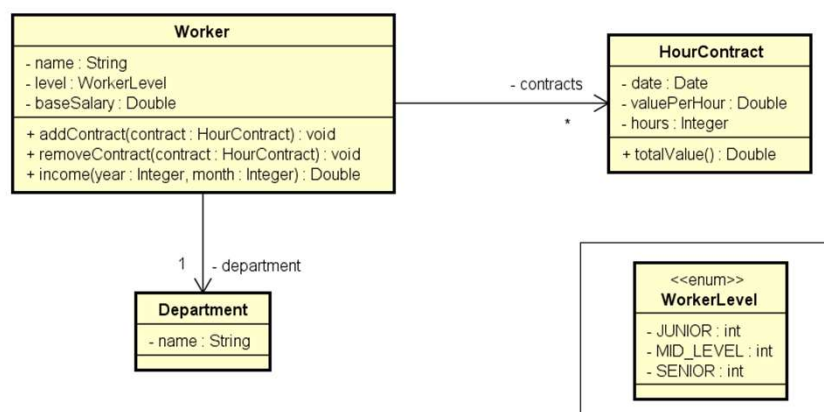 Worker
- name : String
- level : WorkerLevel
- baseSalary : Double
+ addContract(contract : HourContract) : void
+ removeContract(contract : HourContract) : void
+ income(year : Integer, month : Integer) : Double
- contracts
*
HourContract
- date : Date
- valuePerHour : Double
- hours : Integer
+ totalValue() : Double
1
- department
Department
- name : String
<<enum>>
WorkerLevel
- JUNIOR : int
- MID_LEVEL : int
- SENIOR : int